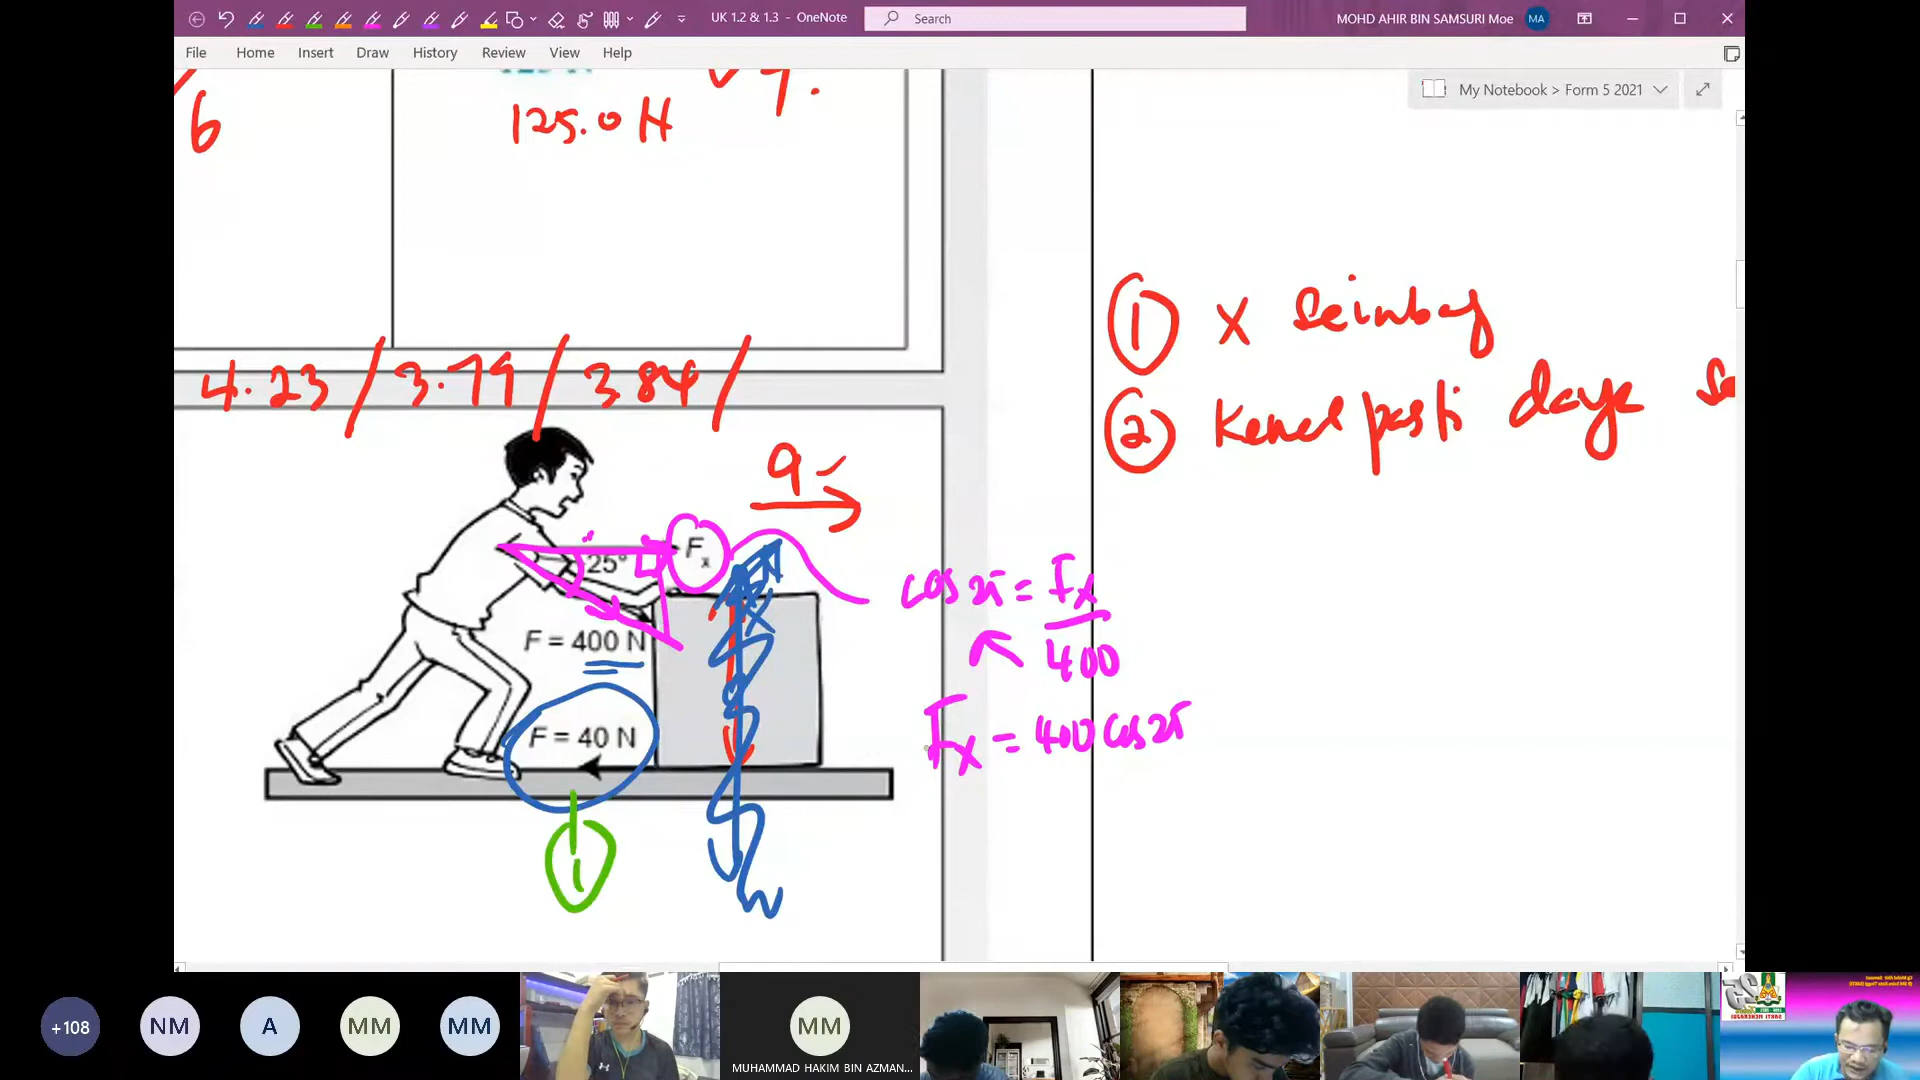 UK 1.2 & 1.3 - OneNote
Search
MOHD AHIR BIN SAMSURI Moe
MA
File Home Insert Draw History Review View Help
My Notebook > Form 5 2021
6
125.0 N
4.23 / 3.79 / 3.84 /
① X Seimbang
② Kenal pasti daya
a
25°
Fx
F = 400 N
F = 40 N
1
cos 25 = Fx
400
Fx = 400 cos 25
+108
NM
A
MM
MM
MM
MUHAMMAD HAKIM BIN AZMAN...